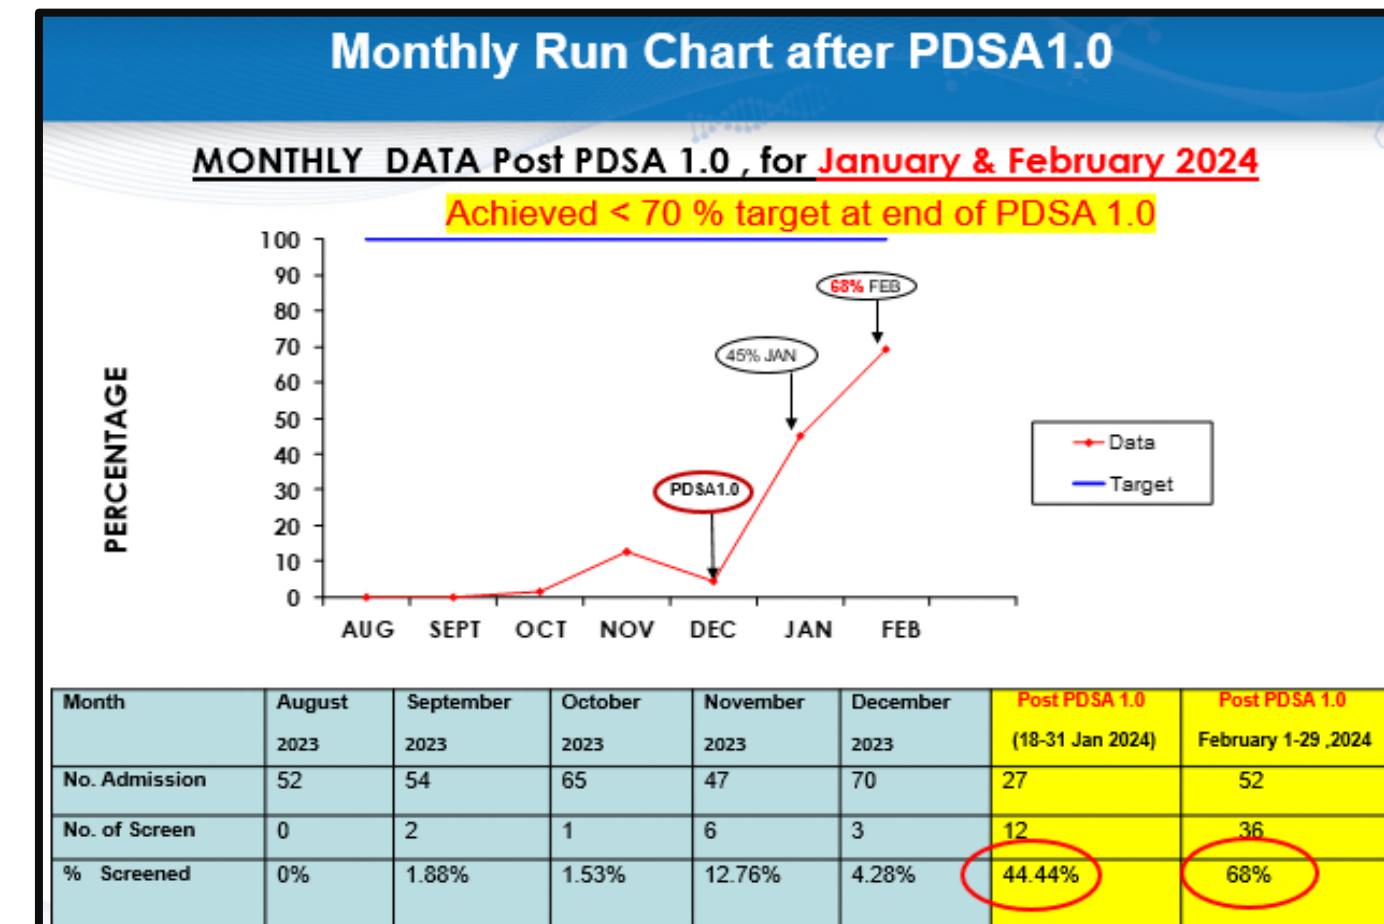 Monthly Run Chart after PDSA1.0
MONTHLY DATA Post PDSA 1.0 , for January & February 2024
Achieved < 70 % target at end of PDSA 1.0
PERCENTAGE
100
90
80
70
60
50
40
30
20
10
0
68% FEB
45% JAN
PDSA1.0
Data
Target
AUG SEPT OCT NOV DEC JAN FEB
Month August 2023 September 2023 October 2023 November 2023 December 2023 Post PDSA 1.0 (18-31 Jan 2024) Post PDSA 1.0 February 1-29 ,2024
No. Admission 52 54 65 47 70 27 52
No. of Screen 0 2 1 6 3 12 36
% Screened 0% 1.88% 1.53% 12.76% 4.28% 44.44% 68%